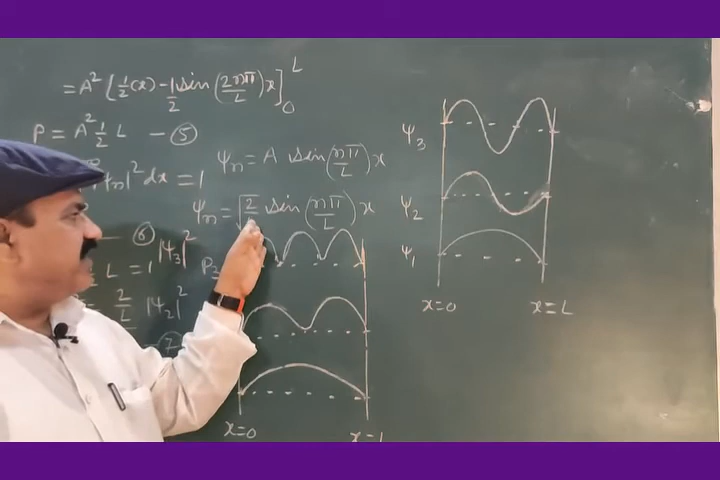 = A² [ ½(x) - ½ sin (2nπ/L) x ]₀ᴸ
P = A² ½ L - ⑤
|ψn|² dx = 1
ψn = A sin (nπ/L) x
ψn = √2/L sin (nπ/L) x
- ⑥
|ψ₃|²
L = 1
P₃
= 2/L
|ψ₂|²
- ⑦
x=0
x=L
ψ₃
ψ₂
ψ₁
x=0
x=L